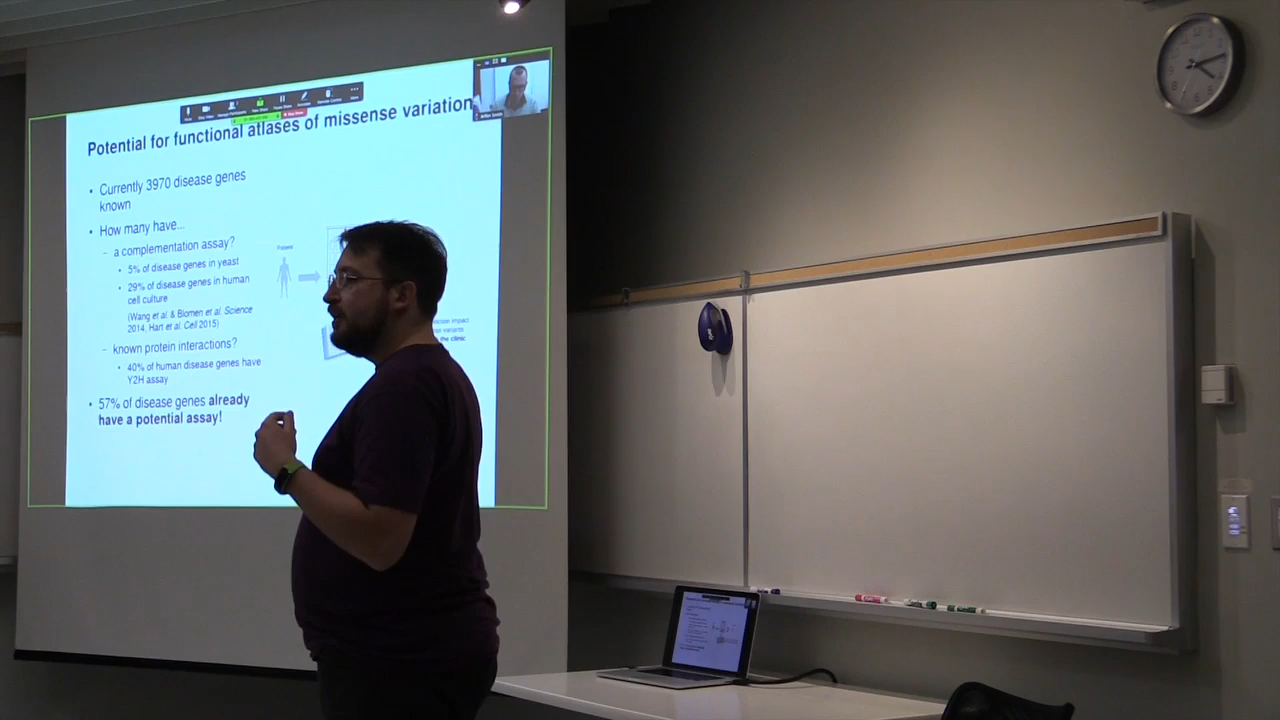 Potential for functional atlases of missense variation
• Currently 3970 disease genes
known
• How many have...
– a complementation assay?
• 5% of disease genes in yeast
• 29% of disease genes in human
cell culture
(Wang et al. & Blomen et al. Science
2014, Hart et al. Cell 2015)
– known protein interactions?
• 40% of human disease genes have
Y2H assay
• 57% of disease genes already
have a potential assay!
Patient
impact
variants
the clinic